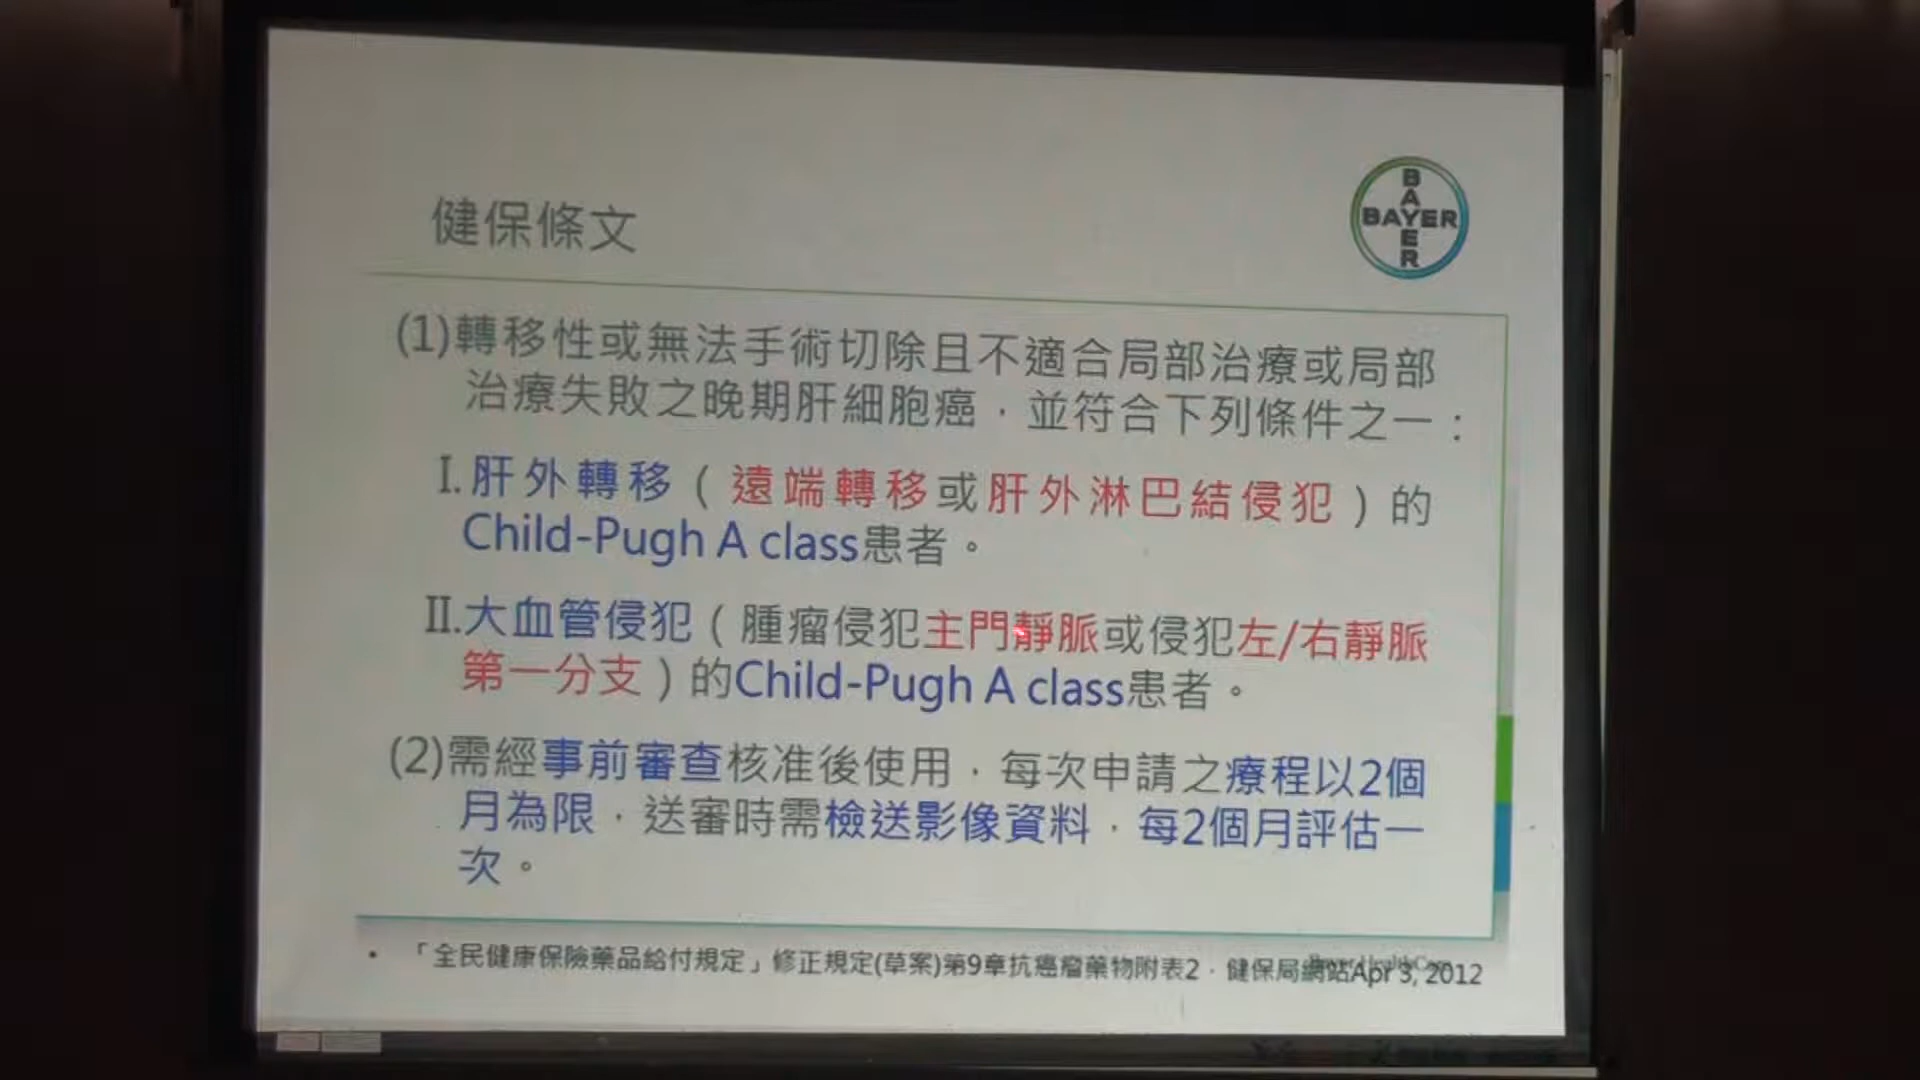 健保條文
BAYER
BAYER
(1)轉移性或無法手術切除且不適合局部治療或局部
治療失敗之晚期肝細胞癌，並符合下列條件之一：
I.肝外轉移（遠端轉移或肝外淋巴結侵犯）的
Child-Pugh A class患者。
II.大血管侵犯（腫瘤侵犯主門靜脈或侵犯左/右靜脈
第一分支）的Child-Pugh A class患者。
(2)需經事前審查核准後使用，每次申請之療程以2個
月為限，送審時需檢送影像資料，每2個月評估一
次。
• 「全民健康保險藥品給付規定」修正規定(草案)第9章抗癌瘤藥物附表2，健保局網站Apr 3, 2012